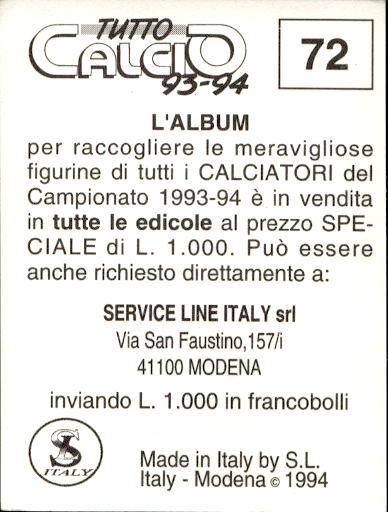 TUTTO
CALCIO
93-94
72
L'ALBUM
per raccogliere le meravigliose
figurine di tutti i CALCIATORI del
Campionato 1993-94 è in vendita
in tutte le edicole al prezzo SPE-
CIALE di L. 1.000. Può essere
anche richiesto direttamente a:
SERVICE LINE ITALY srl
Via San Faustino,157/i
41100 MODENA
inviando L. 1.000 in francobolli
SL
ITALY
Made in Italy by S.L.
Italy - Modena © 1994